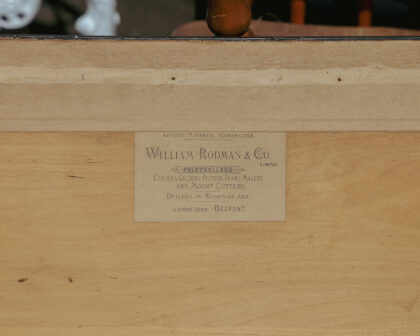 ARTISTS MATERIAL WAREHOUSE
WILLIAM RODMAN & CO.
LIMITED.
PRINTSELLERS
CARVERS, GILDERS, PICTURE FRAME MAKERS
AND MOUNT CUTTERS.
DEALERS IN WORKS OF ART
Arthur Street, BELFAST.